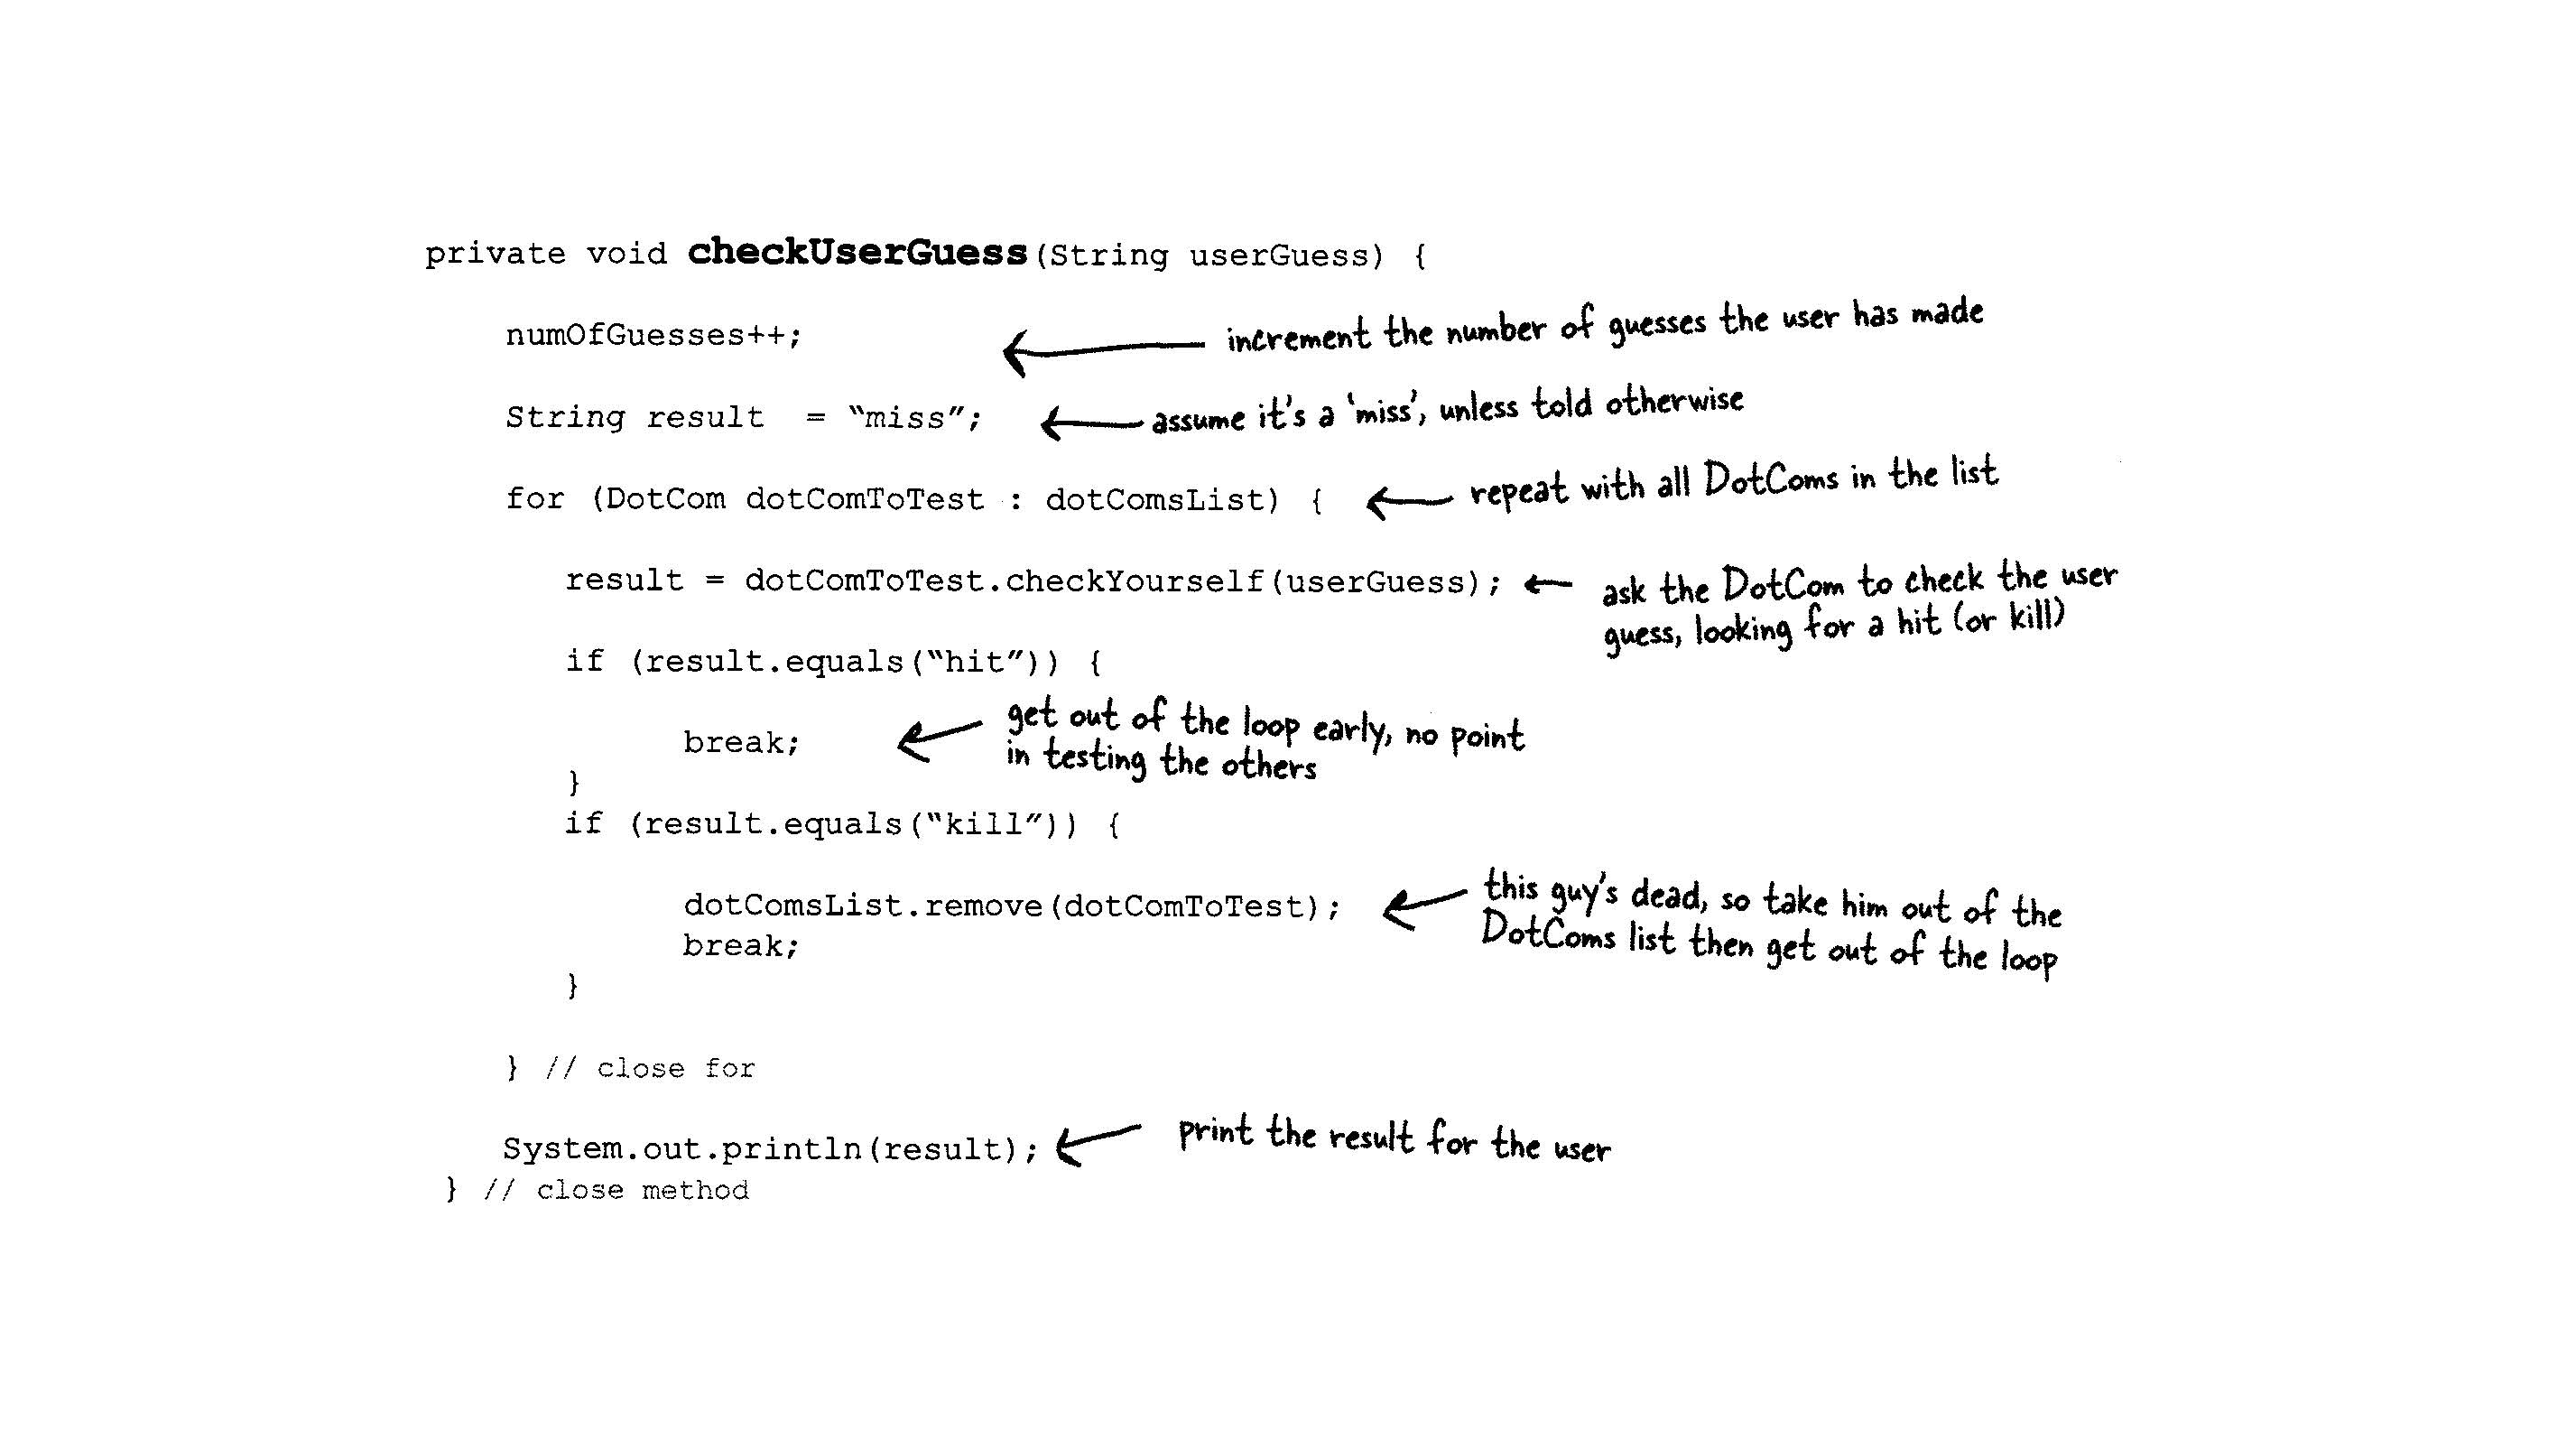 private void checkUserGuess(String userGuess) {
numOfGuesses++;
increment the number of guesses the user has made
String result  = “miss”;
assume it's a 'miss', unless told otherwise
for (DotCom dotComToTest : dotComsList) {
repeat with all DotComs in the list
result = dotComToTest.checkYourself(userGuess);
ask the DotCom to check the user
guess, looking for a hit (or kill)
if (result.equals(“hit”)) {
get out of the loop early, no point
in testing the others
break;
}
if (result.equals(“kill”)) {
this guy's dead, so take him out of the
DotComs list then get out of the loop
dotComsList.remove(dotComToTest);
break;
}
} // close for
System.out.println(result);
print the result for the user
} // close method